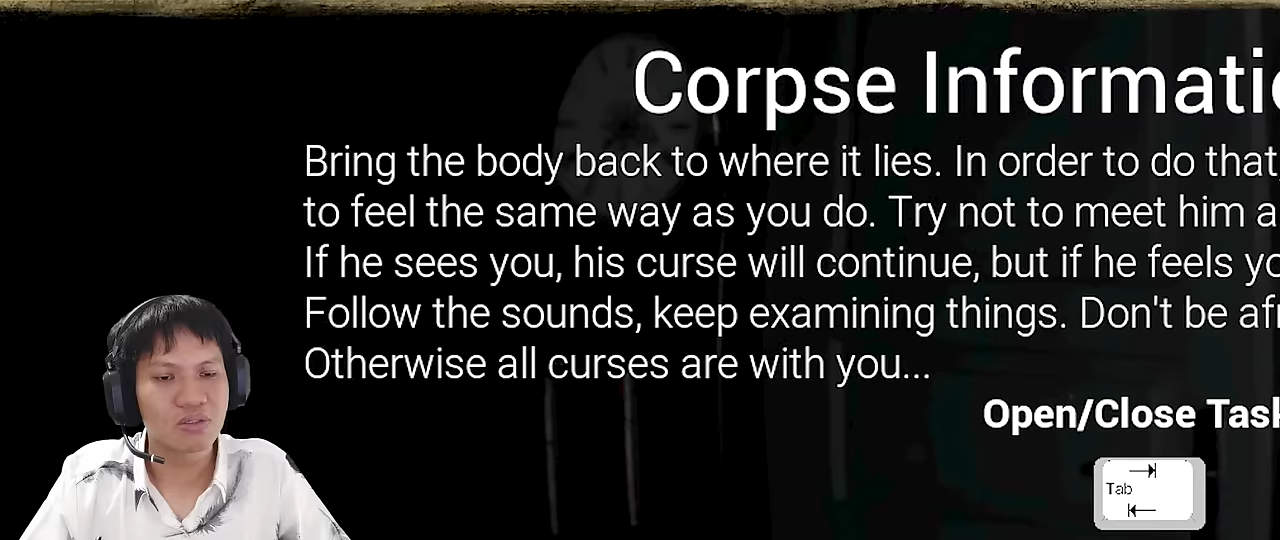 Corpse Informatio
Bring the body back to where it lies. In order to do that,
to feel the same way as you do. Try not to meet him a
If he sees you, his curse will continue, but if he feels yo
Follow the sounds, keep examining things. Don't be afr
Otherwise all curses are with you...
Open/Close Task
Tab